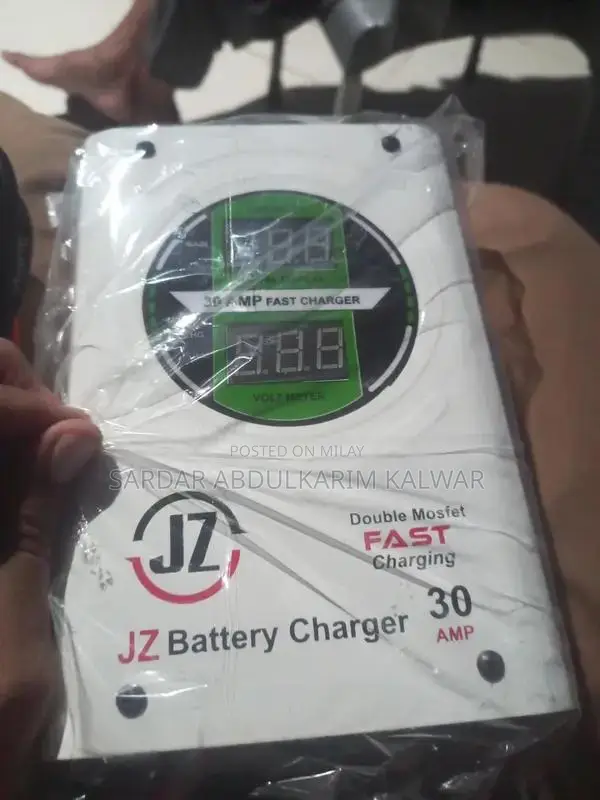 30 AMP FAST CHARGER
VOLT METER
POSTED ON MILAY
SARDAR ABDULKARIM KALWAR
JZ
Double Mosfet
FAST
Charging
JZ Battery Charger 30
AMP